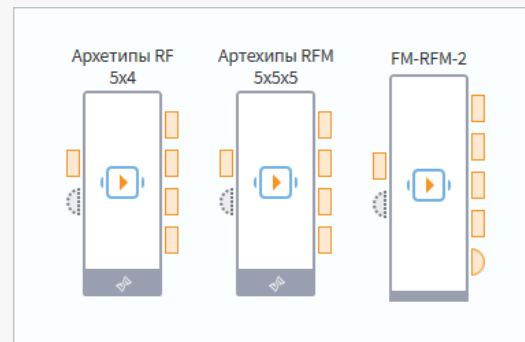 Архетипы RF
5x4
Артехипы RFM
5x5x5
FM-RFM-2